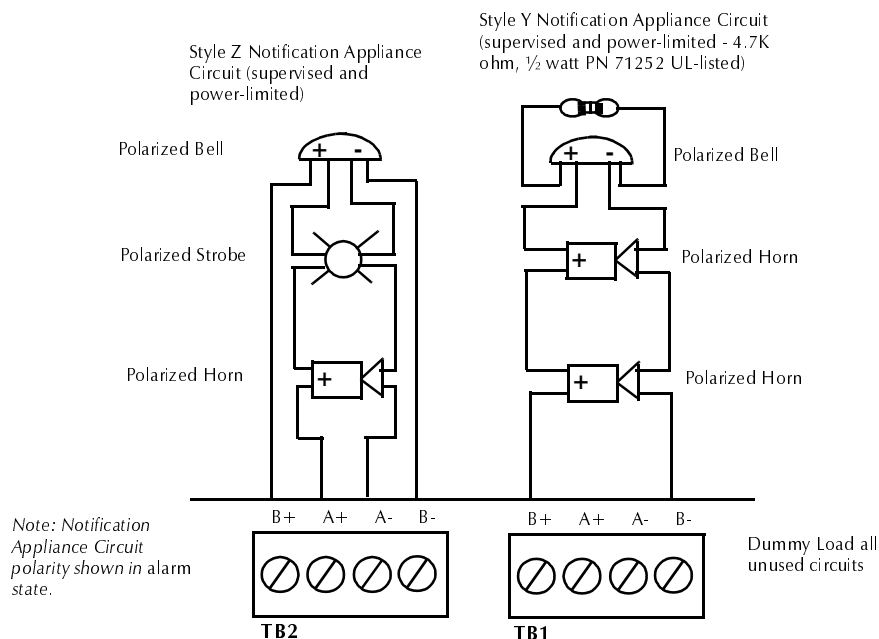 Style Z Notification Appliance
Circuit (supervised and
power-limited)
Style Y Notification Appliance Circuit
(supervised and power-limited - 4.7K
ohm, ½ watt PN 71252 UL-listed)
Polarized Bell
+ -
+ -
Polarized Bell
Polarized Strobe
Polarized Horn
+
Polarized Horn
+
+
Polarized Horn
B+ A+ A- B-
B+ A+ A- B-
Note: Notification
Appliance Circuit
polarity shown in alarm
state.
Dummy Load all
unused circuits
TB2
TB1